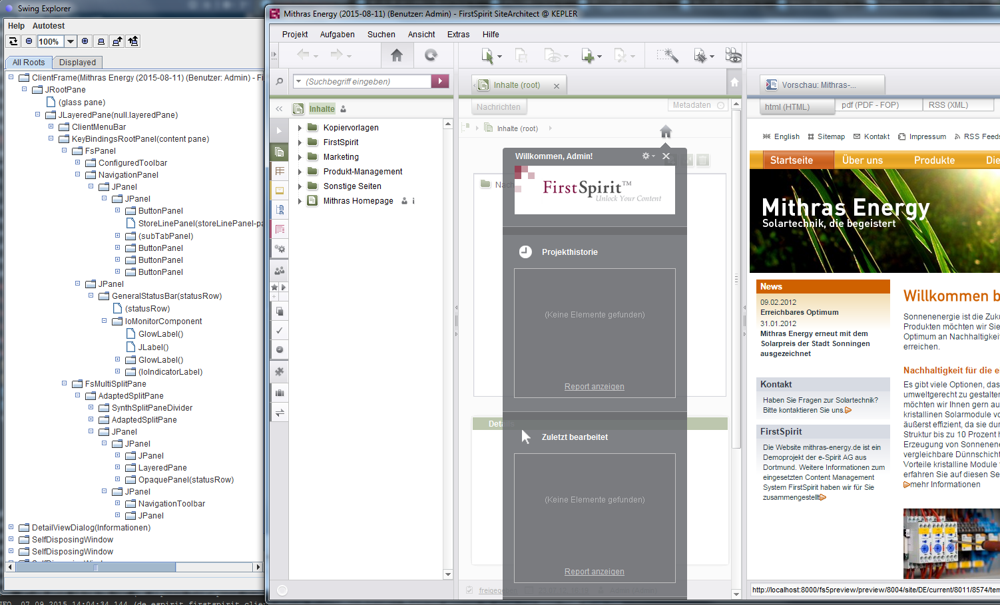 Swing Explorer
Help Autotest
100%
All Roots Displayed
ClientFrame(Mithras Energy (2015-08-11) (Benutzer: Admin) - Fi
JRootPane
(glass pane)
JLayeredPane(null.layeredPane)
ClientMenuBar
KeyBindingsRootPanel(content pane)
FsPanel
ConfiguredToolbar
NavigationPanel
JPanel
JPanel
ButtonPanel
StoreLinePanel(storeLinePanel-pa
(subTabPanel)
ButtonPanel
ButtonPanel
ButtonPanel
JPanel
GeneralStatusBar(statusRow)
(statusRow)
IoMonitorComponent
GlowLabel()
JLabel()
GlowLabel()
(IoIndicatorLabel)
FsMultiSplitPane
AdaptedSplitPane
SynthSplitPaneDivider
AdaptedSplitPane
JPanel
JPanel
JPanel
LayeredPane
OpaquePanel(statusRow)
JPanel
NavigationToolbar
JPanel
DetailViewDialog(Informationen)
SelfDisposingWindow
SelfDisposingWindow
Mithras Energy (2015-08-11) (Benutzer: Admin) - FirstSpirit SiteArchitect @ KEPLER
Projekt Aufgaben Suchen Ansicht Extras Hilfe
(Suchbegriff eingeben)
Inhalte
Kopiervorlagen
FirstSpirit
Marketing
Produkt-Management
Sonstige Seiten
Mithras Homepage
Inhalte (root)
Nachrichten
Metadaten
Inhalte (root)
Nach
Details
freigegeben
Admin (Admin)
Willkommen, Admin!
FirstSpirit™
Unlock Your Content
Projekthistorie
(Keine Elemente gefunden)
Report anzeigen
Zuletzt bearbeitet
(Keine Elemente gefunden)
Report anzeigen
Vorschau: Mithras-...
html (HTML) pdf (PDF - FOP) RSS (XML)
English Sitemap Kontakt Impressum RSS Feeds
Startseite Über uns Produkte Die
Mithras Energy
Solartechnik, die begeistert
News
09.02.2012
Erreichbares Optimum
31.01.2012
Mithras Energy erneut mit dem
Solarpreis der Stadt Sonningen
ausgezeichnet
Kontakt
Haben Sie Fragen zur Solartechnik?
Bitte kontaktieren Sie uns.
FirstSpirit
Die Website mithras-energy.de ist ein
Demoprojekt der e-Spirit AG aus
Dortmund. Weitere Informationen zum
eingesetzten Content Management
System FirstSpirit haben wir für Sie
zusammengestellt
Willkommen b
Sonnenenergie ist die Zuku
Produkten möchten wir Sie
Optimum an Nachhaltigkeit
erreichen.
Nachhaltigkeit für die e
Es gibt viele Optionen, das
umweltgerecht zu gestalten
möchten wir Ihnen gern au
kristallinen Solarmodule vo
äußerst effizient, da sie dur
Struktur bis zu 10 Prozent h
Erzeugung von Sonnenene
vergleichbare Dünnschicht
Vorteile kristalline Module
erfahren Sie auf diesen Se
mehr Informationen
http://localhost:8000/fs5preview/preview/8004/site/DE/current/8011/8574/tem